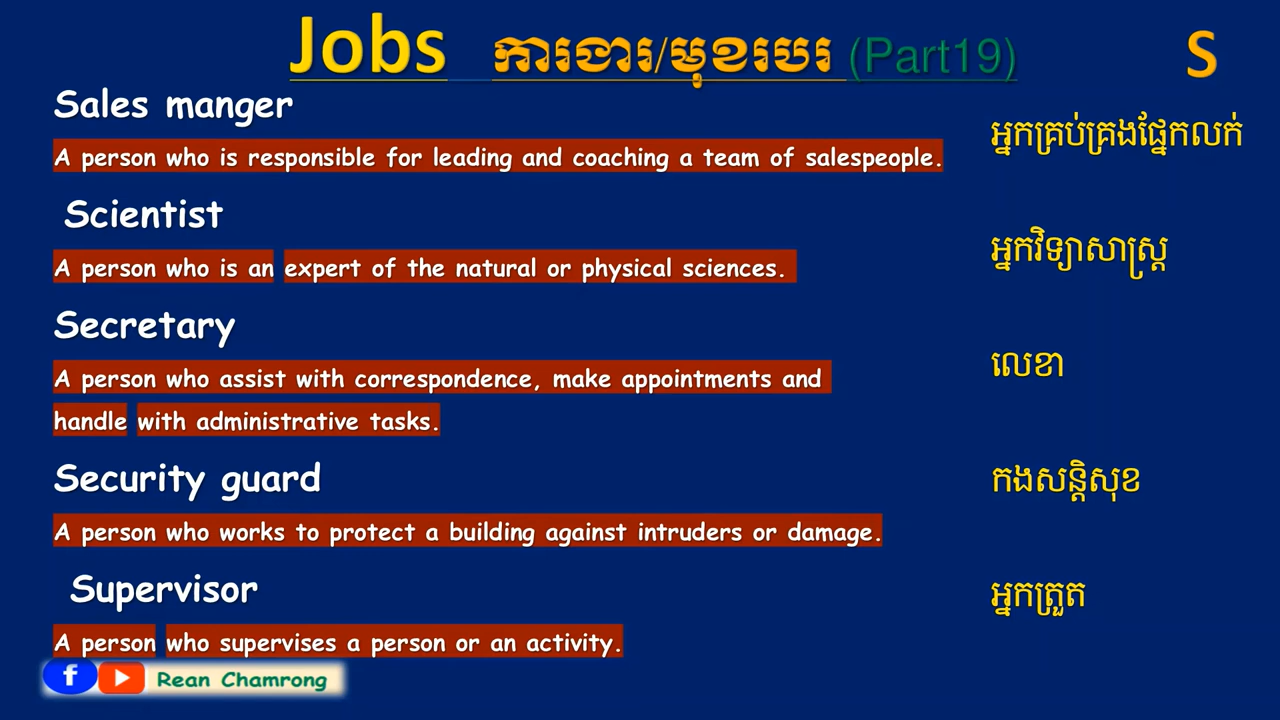 Jobs ការងារ/មុខរបរ (Part19) S
Sales manger
អ្នកគ្រប់គ្រងផ្នែកលក់
A person who is responsible for leading and coaching a team of salespeople.
Scientist
អ្នកវិទ្យាសាស្ត្រ
A person who is an expert of the natural or physical sciences.
Secretary
លេខា
A person who assist with correspondence, make appointments and
handle with administrative tasks.
Security guard
កងសន្តិសុខ
A person who works to protect a building against intruders or damage.
Supervisor
អ្នកត្រួត
A person who supervises a person or an activity.
f Rean Chamrong